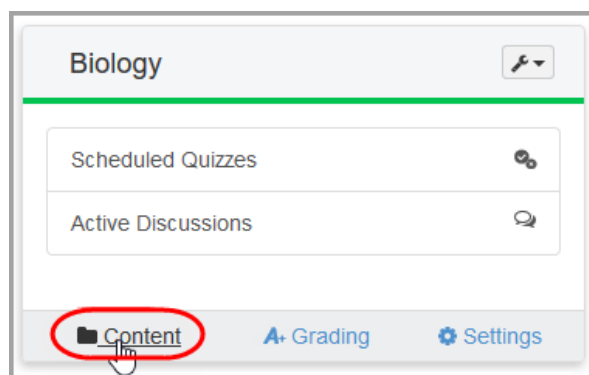 Biology
Scheduled Quizzes
Active Discussions
Content A+ Grading Settings